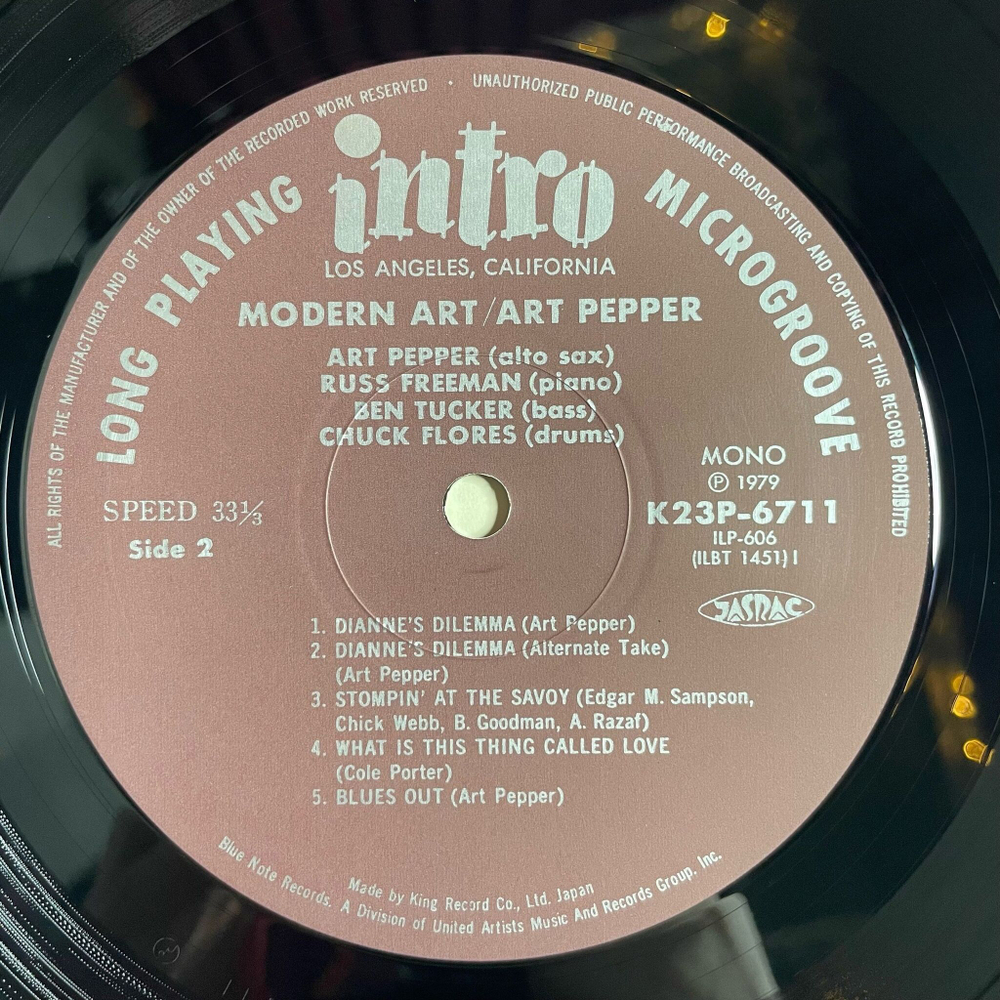 ALL RIGHTS OF THE MANUFACTURER AND OF THE OWNER OF THE RECORDED WORK RESERVED · UNAUTHORIZED PUBLIC PERFORMANCE BROADCASTING AND COPYING OF THIS RECORD PROHIBITED
LONG PLAYING
intro
MICROGROOVE
LOS ANGELES, CALIFORNIA
MODERN ART/ART PEPPER
ART PEPPER (alto sax)
RUSS FREEMAN (piano)
BEN TUCKER (bass)
CHUCK FLORES (drums)
SPEED 33⅓
Side 2
MONO
Ⓟ 1979
K23P-6711
ILP-606
(ILBT 1451) I
JASRAC
1. DIANNE'S DILEMMA (Art Pepper)
2. DIANNE'S DILEMMA (Alternate Take)
(Art Pepper)
3. STOMPIN' AT THE SAVOY (Edgar M. Sampson,
Chick Webb, B. Goodman, A. Razaf)
4. WHAT IS THIS THING CALLED LOVE
(Cole Porter)
5. BLUES OUT (Art Pepper)
Made by King Record Co., Ltd. Japan
Blue Note Records. A Division of United Artists Music And Records Group. Inc.